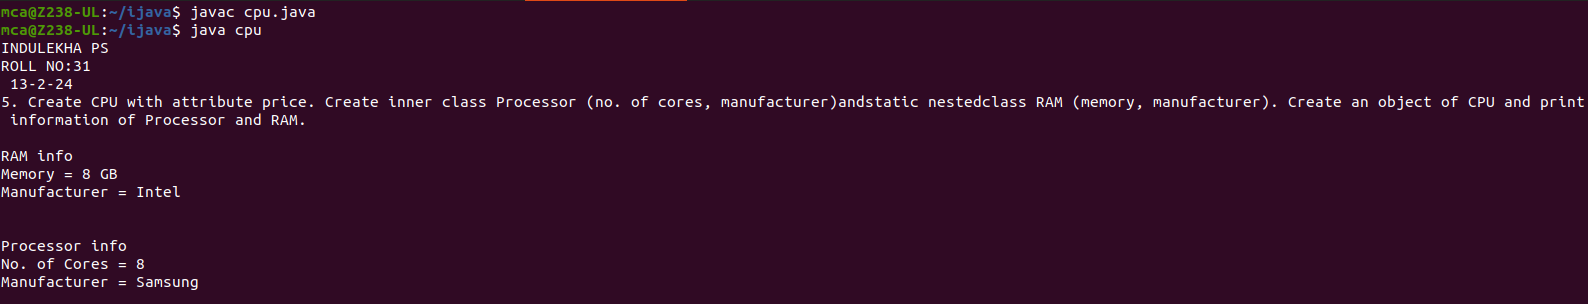 mca@Z238-UL:~/ijava$ javac cpu.java
mca@Z238-UL:~/ijava$ java cpu
INDULEKHA PS
ROLL NO:31
 13-2-24
5. Create CPU with attribute price. Create inner class Processor (no. of cores, manufacturer)andstatic nestedclass RAM (memory, manufacturer). Create an object of CPU and print
 information of Processor and RAM.
RAM info
Memory = 8 GB
Manufacturer = Intel
Processor info
No. of Cores = 8
Manufacturer = Samsung